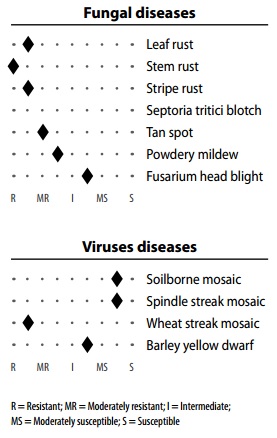 Fungal diseases
Leaf rust
Stem rust
Stripe rust
Septoria tritici blotch
Tan spot
Powdery mildew
Fusarium head blight
R MR I MS S
Viruses diseases
Soilborne mosaic
Spindle streak mosaic
Wheat streak mosaic
Barley yellow dwarf
R MR I MS S
R = Resistant; MR = Moderately resistant; I = Intermediate;
MS = Moderately susceptible; S = Susceptible